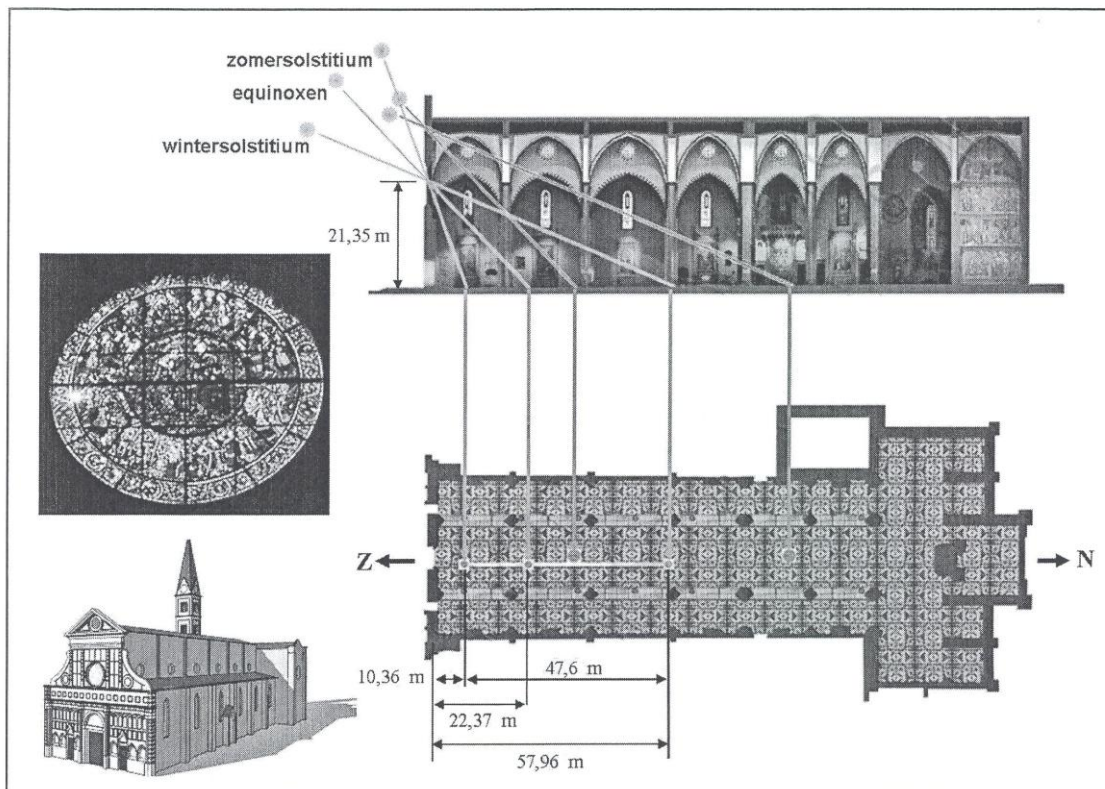 zomersolstitium
equinoxen
wintersolstitium
21,35 m
Z
N
10,36 m
47,6 m
22,37 m
57,96 m